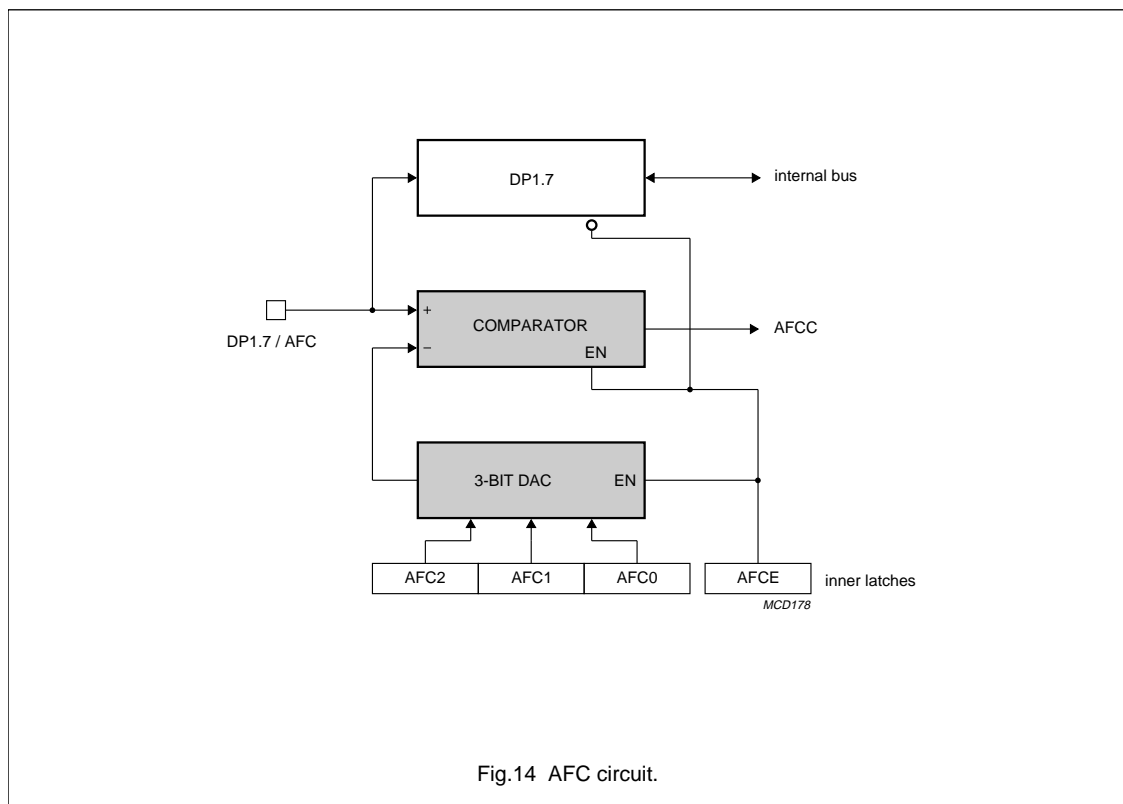 DP1.7
internal bus
+
COMPARATOR
AFCC
DP1.7 / AFC
−
EN
3-BIT DAC
EN
AFC2
AFC1
AFC0
AFCE
inner latches
MCD178
Fig.14 AFC circuit.